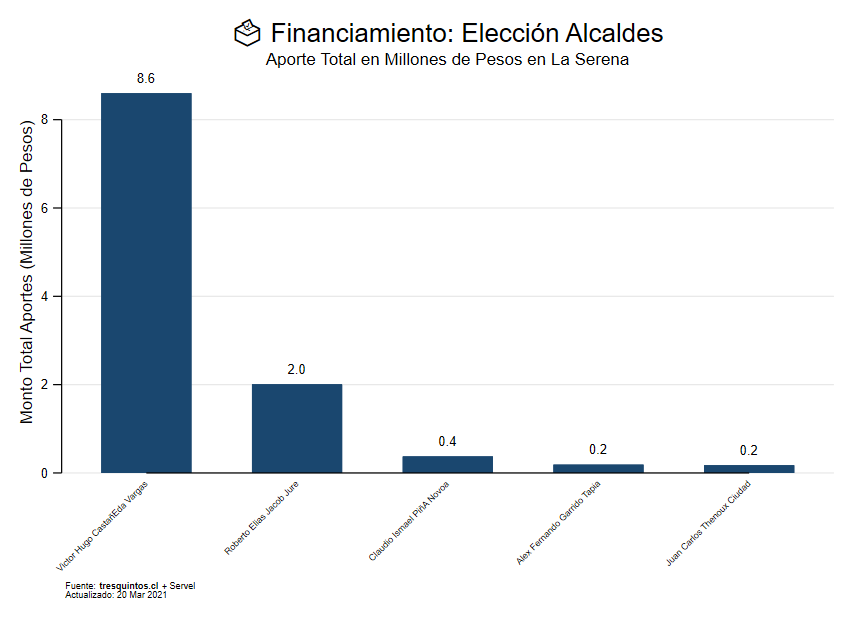 Financiamiento: Elección Alcaldes
Aporte Total en Millones de Pesos en La Serena
Monto Total Aportes (Millones de Pesos)
8
6
4
2
0
8.6
2.0
0.4
0.2
0.2
Victor Hugo CastañEda Vargas
Roberto Elias Jacob Jure
Claudio Ismael PiñA Novoa
Alex Fernando Garrido Tapia
Juan Carlos Thenoux Ciudad
Fuente: tresquintos.cl + Servel
Actualizado: 20 Mar 2021